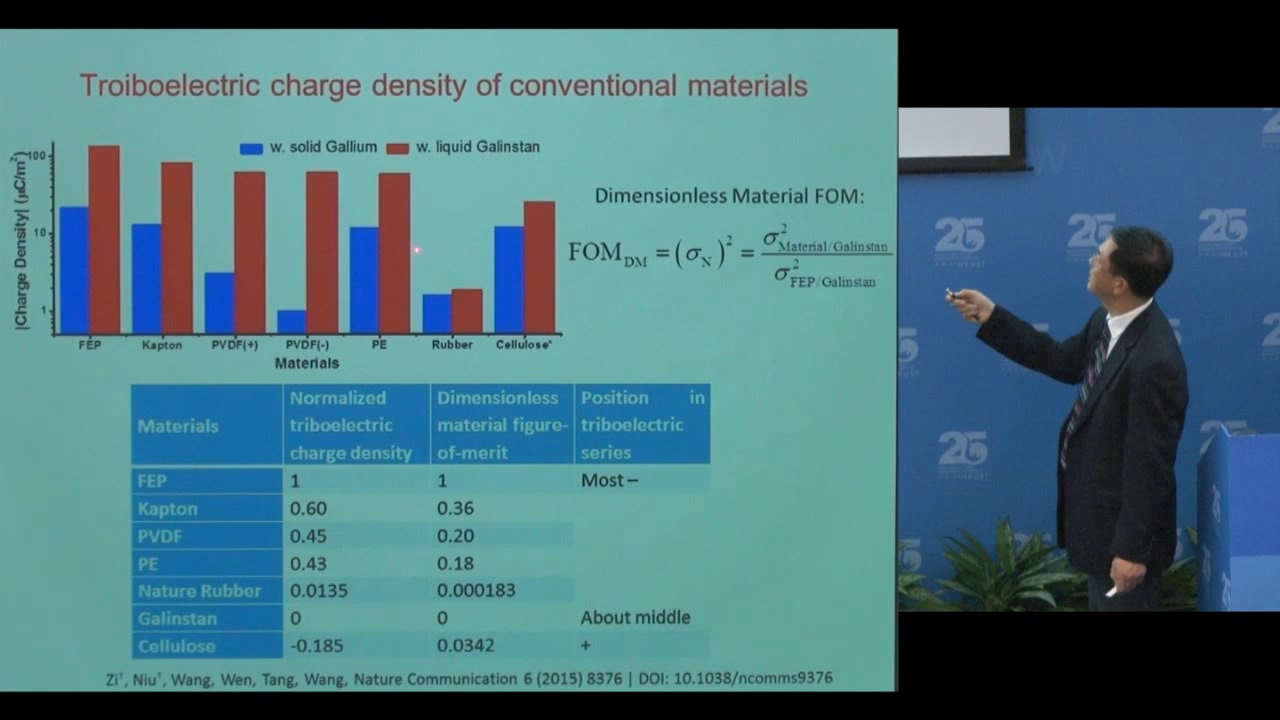 Troiboelectric charge density of conventional materials
w. solid Gallium
w. liquid Galinstan
|Charge Density| (μC/m²)
100
10
1
FEP
Kapton
PVDF(+)
PVDF(-)
PE
Rubber
Cellulose*
Materials
Dimensionless Material FOM:
FOM_DM = (σ_N)² = σ²_Material/Galinstan / σ²_FEP/Galinstan
Materials
Normalized triboelectric charge density
Dimensionless material figure-of-merit
Position in triboelectric series
FEP 1 1 Most –
Kapton 0.60 0.36
PVDF 0.45 0.20
PE 0.43 0.18
Nature Rubber 0.0135 0.000183
Galinstan 0 0 About middle
Cellulose -0.185 0.0342 +
Zi†, Niu†, Wang, Wen, Tang, Wang, Nature Communication 6 (2015) 8376 | DOI: 10.1038/ncomms9376
25
25
25
25